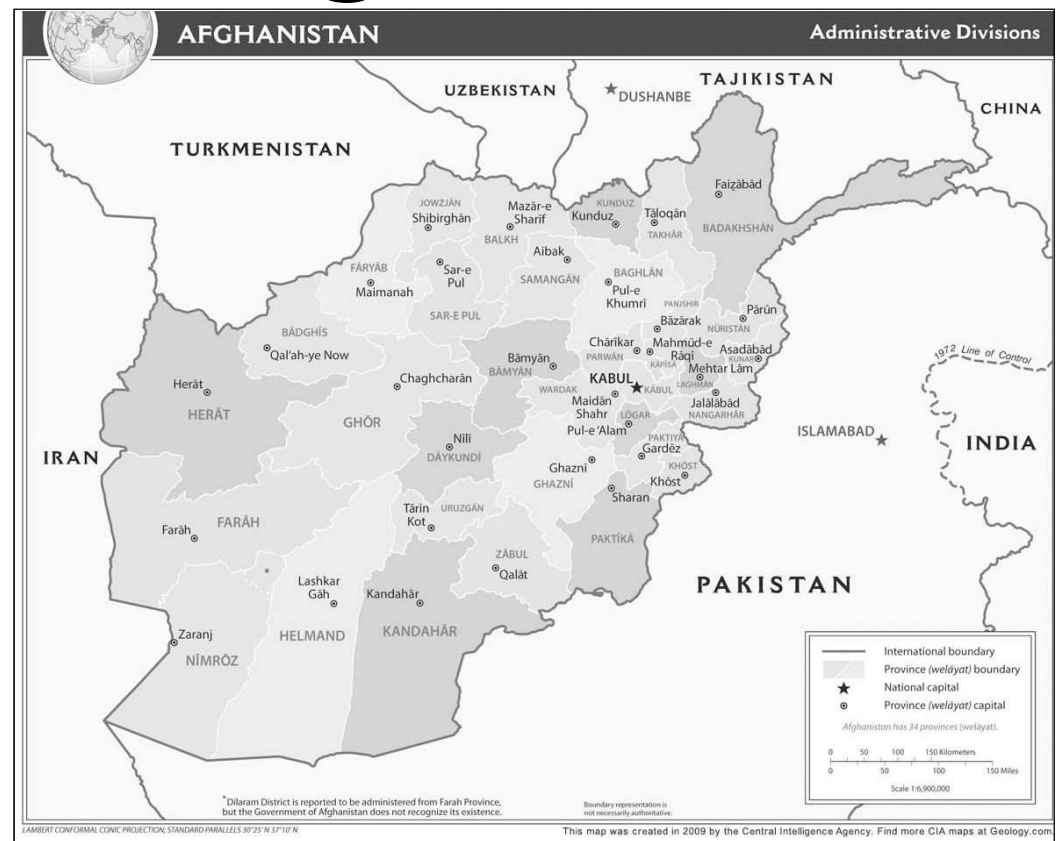 AFGHANISTAN
Administrative Divisions
UZBEKISTAN
DUSHANBE
TAJIKISTAN
CHINA
TURKMENISTAN
Faizābād
BADAKHSHĀN
JOWZJĀN
Shibirghān
Mazār-e
Sharīf
BALKH
KUNDUZ
Kunduz
Tāloqān
TAKHĀR
Aibak
SAMANGĀN
FĀRYĀB
Maimanah
Sar-e
Pul
SAR-E PUL
BAGHLĀN
Pul-e
Khumrī
PANJSHIR
Bāzārak
Pārūn
NŪRISTĀN
BĀDGHĪS
Qal'ah-ye Now
Chārīkar
PARWĀN
Mahmūd-e
Rāqī
KĀPĪSĀ
Asadābād
KUNAR
Mehtar Lām
LAGHMĀN
1972 Line of Control
Herāt
HERĀT
Chaghcharān
GHŌR
Bāmyān
BĀMYĀN
KABUL
KĀBUL
WARDAK
Maidān
Shahr
Jalālābād
NANGARHĀR
LŌGAR
Pul-e 'Alam
PAKTIYĀ
Gardēz
KHŌST
Khōst
ISLAMABAD
INDIA
IRAN
Nīlī
DĀYKUNDĪ
Ghaznī
GHAZNĪ
Sharan
PAKTĪKĀ
Farāh
FARĀH
Tārin
Kot
URUZGĀN
ZĀBUL
Qalāt
PAKISTAN
*
Lashkar
Gāh
HELMAND
Kandahār
KANDAHĀR
Zaranj
NĪMRŌZ
International boundary
Province (welāyat) boundary
National capital
Province (welāyat) capital
Afghanistan has 34 provinces (welāyat).
0 50 100 150 Kilometers
0 50 100 150 Miles
Scale 1:6,900,000
*Dilaram District is reported to be administered from Farah Province,
but the Government of Afghanistan does not recognize its existence.
Boundary representation is
not necessarily authoritative.
LAMBERT CONFORMAL CONIC PROJECTION; STANDARD PARALLELS 30°25' N 37°10' N
This map was created in 2009 by the Central Intelligence Agency. Find more CIA maps at Geology.com